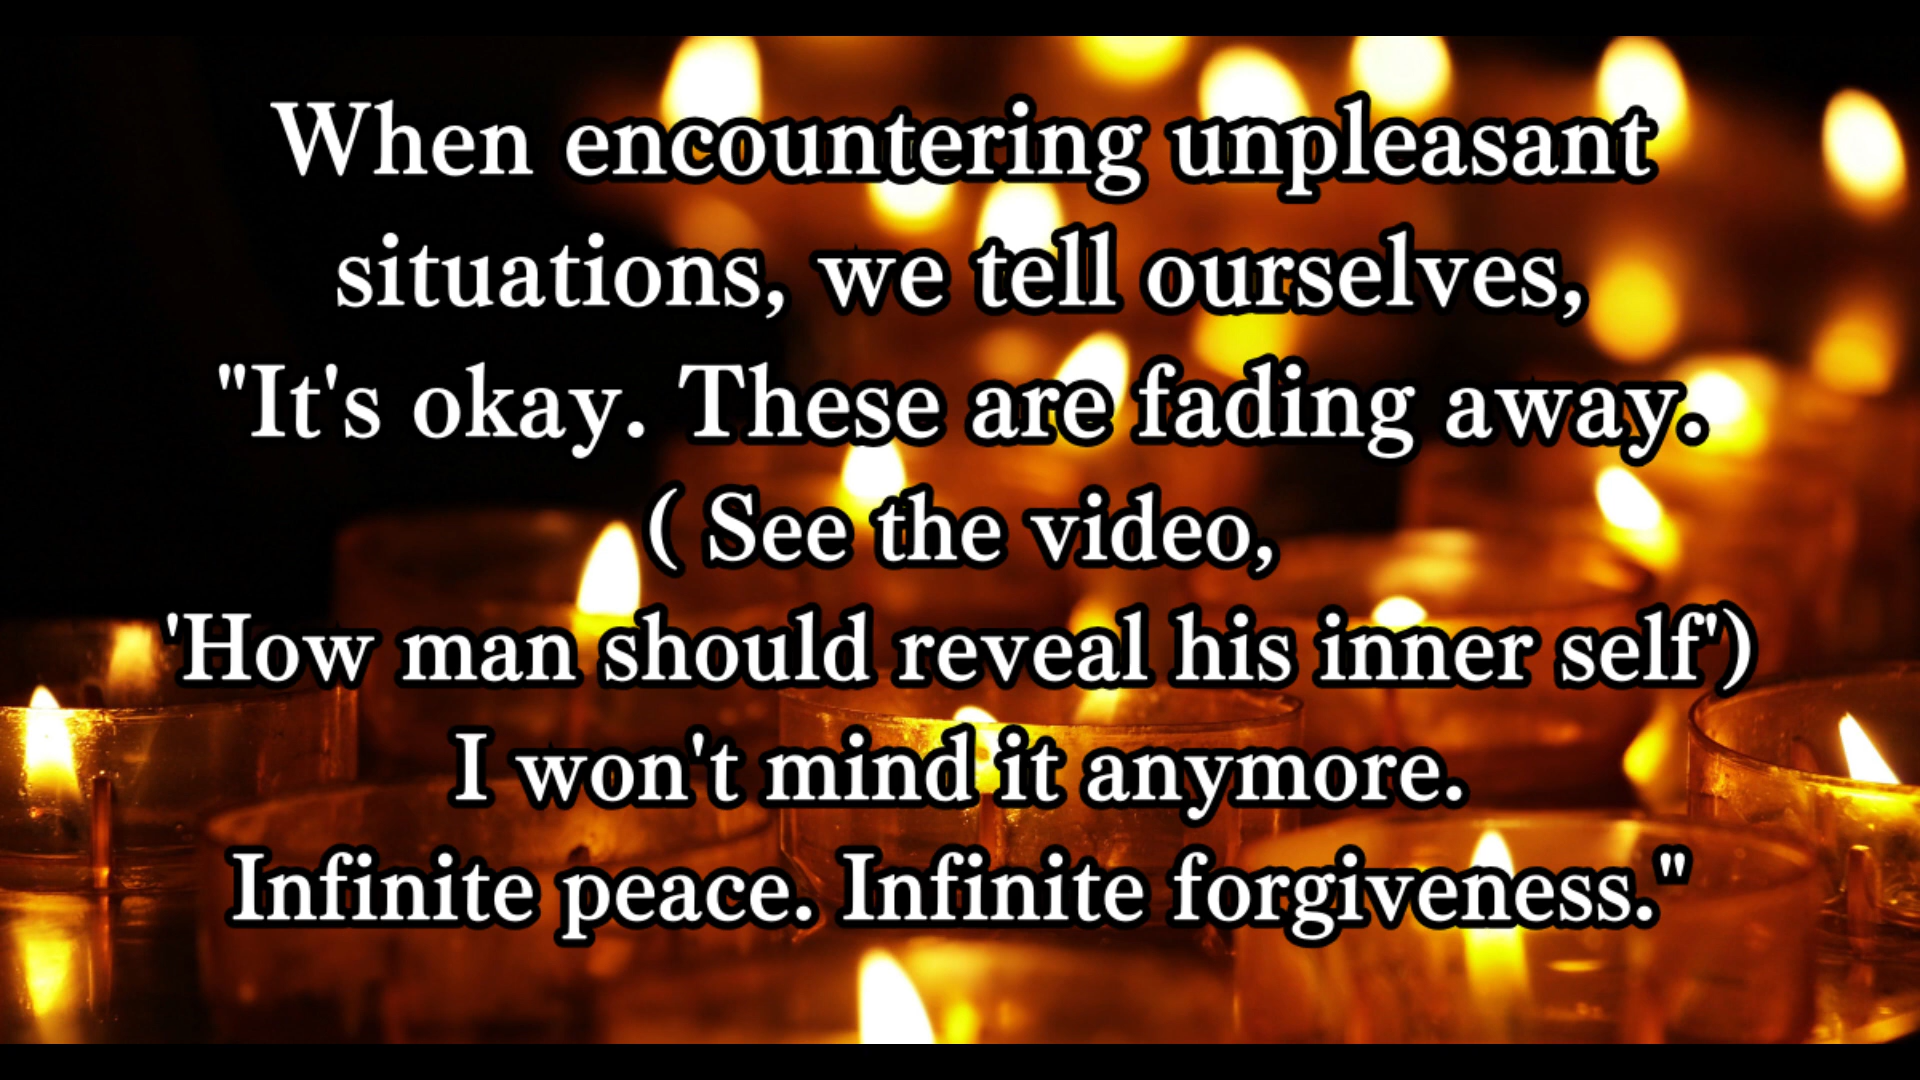 When encountering unpleasant
situations, we tell ourselves,
"It's okay. These are fading away.
( See the video,
'How man should reveal his inner self')
I won't mind it anymore.
Infinite peace. Infinite forgiveness."